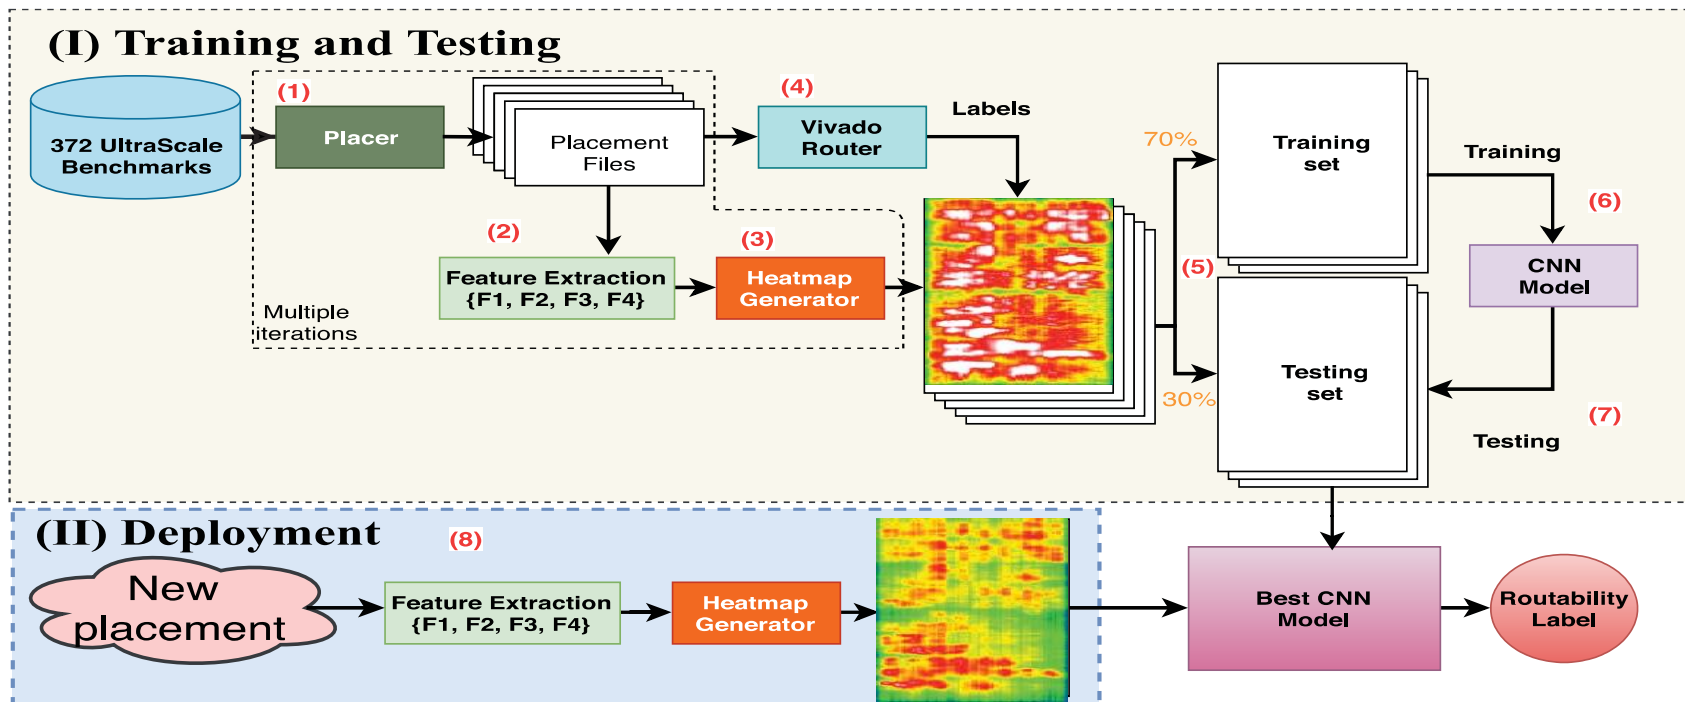 (I) Training and Testing
(1)
(4)
372 UltraScale
Benchmarks
Placer
Placement
Files
Vivado
Router
Labels
70%
Training
set
Training
(6)
(2)
(3)
Feature Extraction
{F1, F2, F3, F4}
Heatmap
Generator
Multiple
iterations
(5)
CNN
Model
30%
Testing
set
(7)
Testing
(II) Deployment
(8)
New
placement
Feature Extraction
{F1, F2, F3, F4}
Heatmap
Generator
Best CNN
Model
Routability
Label